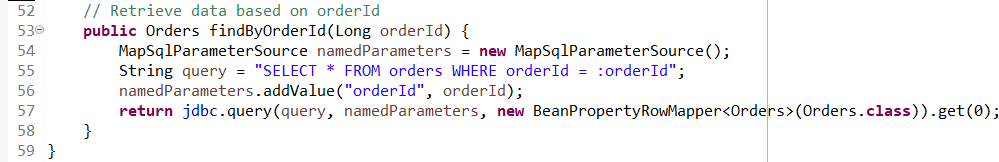 52 // Retrieve data based on orderId
53 public Orders findByOrderId(Long orderId) {
54 MapSqlParameterSource namedParameters = new MapSqlParameterSource();
55 String query = "SELECT * FROM orders WHERE orderId = :orderId";
56 namedParameters.addValue("orderId", orderId);
57 return jdbc.query(query, namedParameters, new BeanPropertyRowMapper<Orders>(Orders.class)).get(0);
58 }
59 }